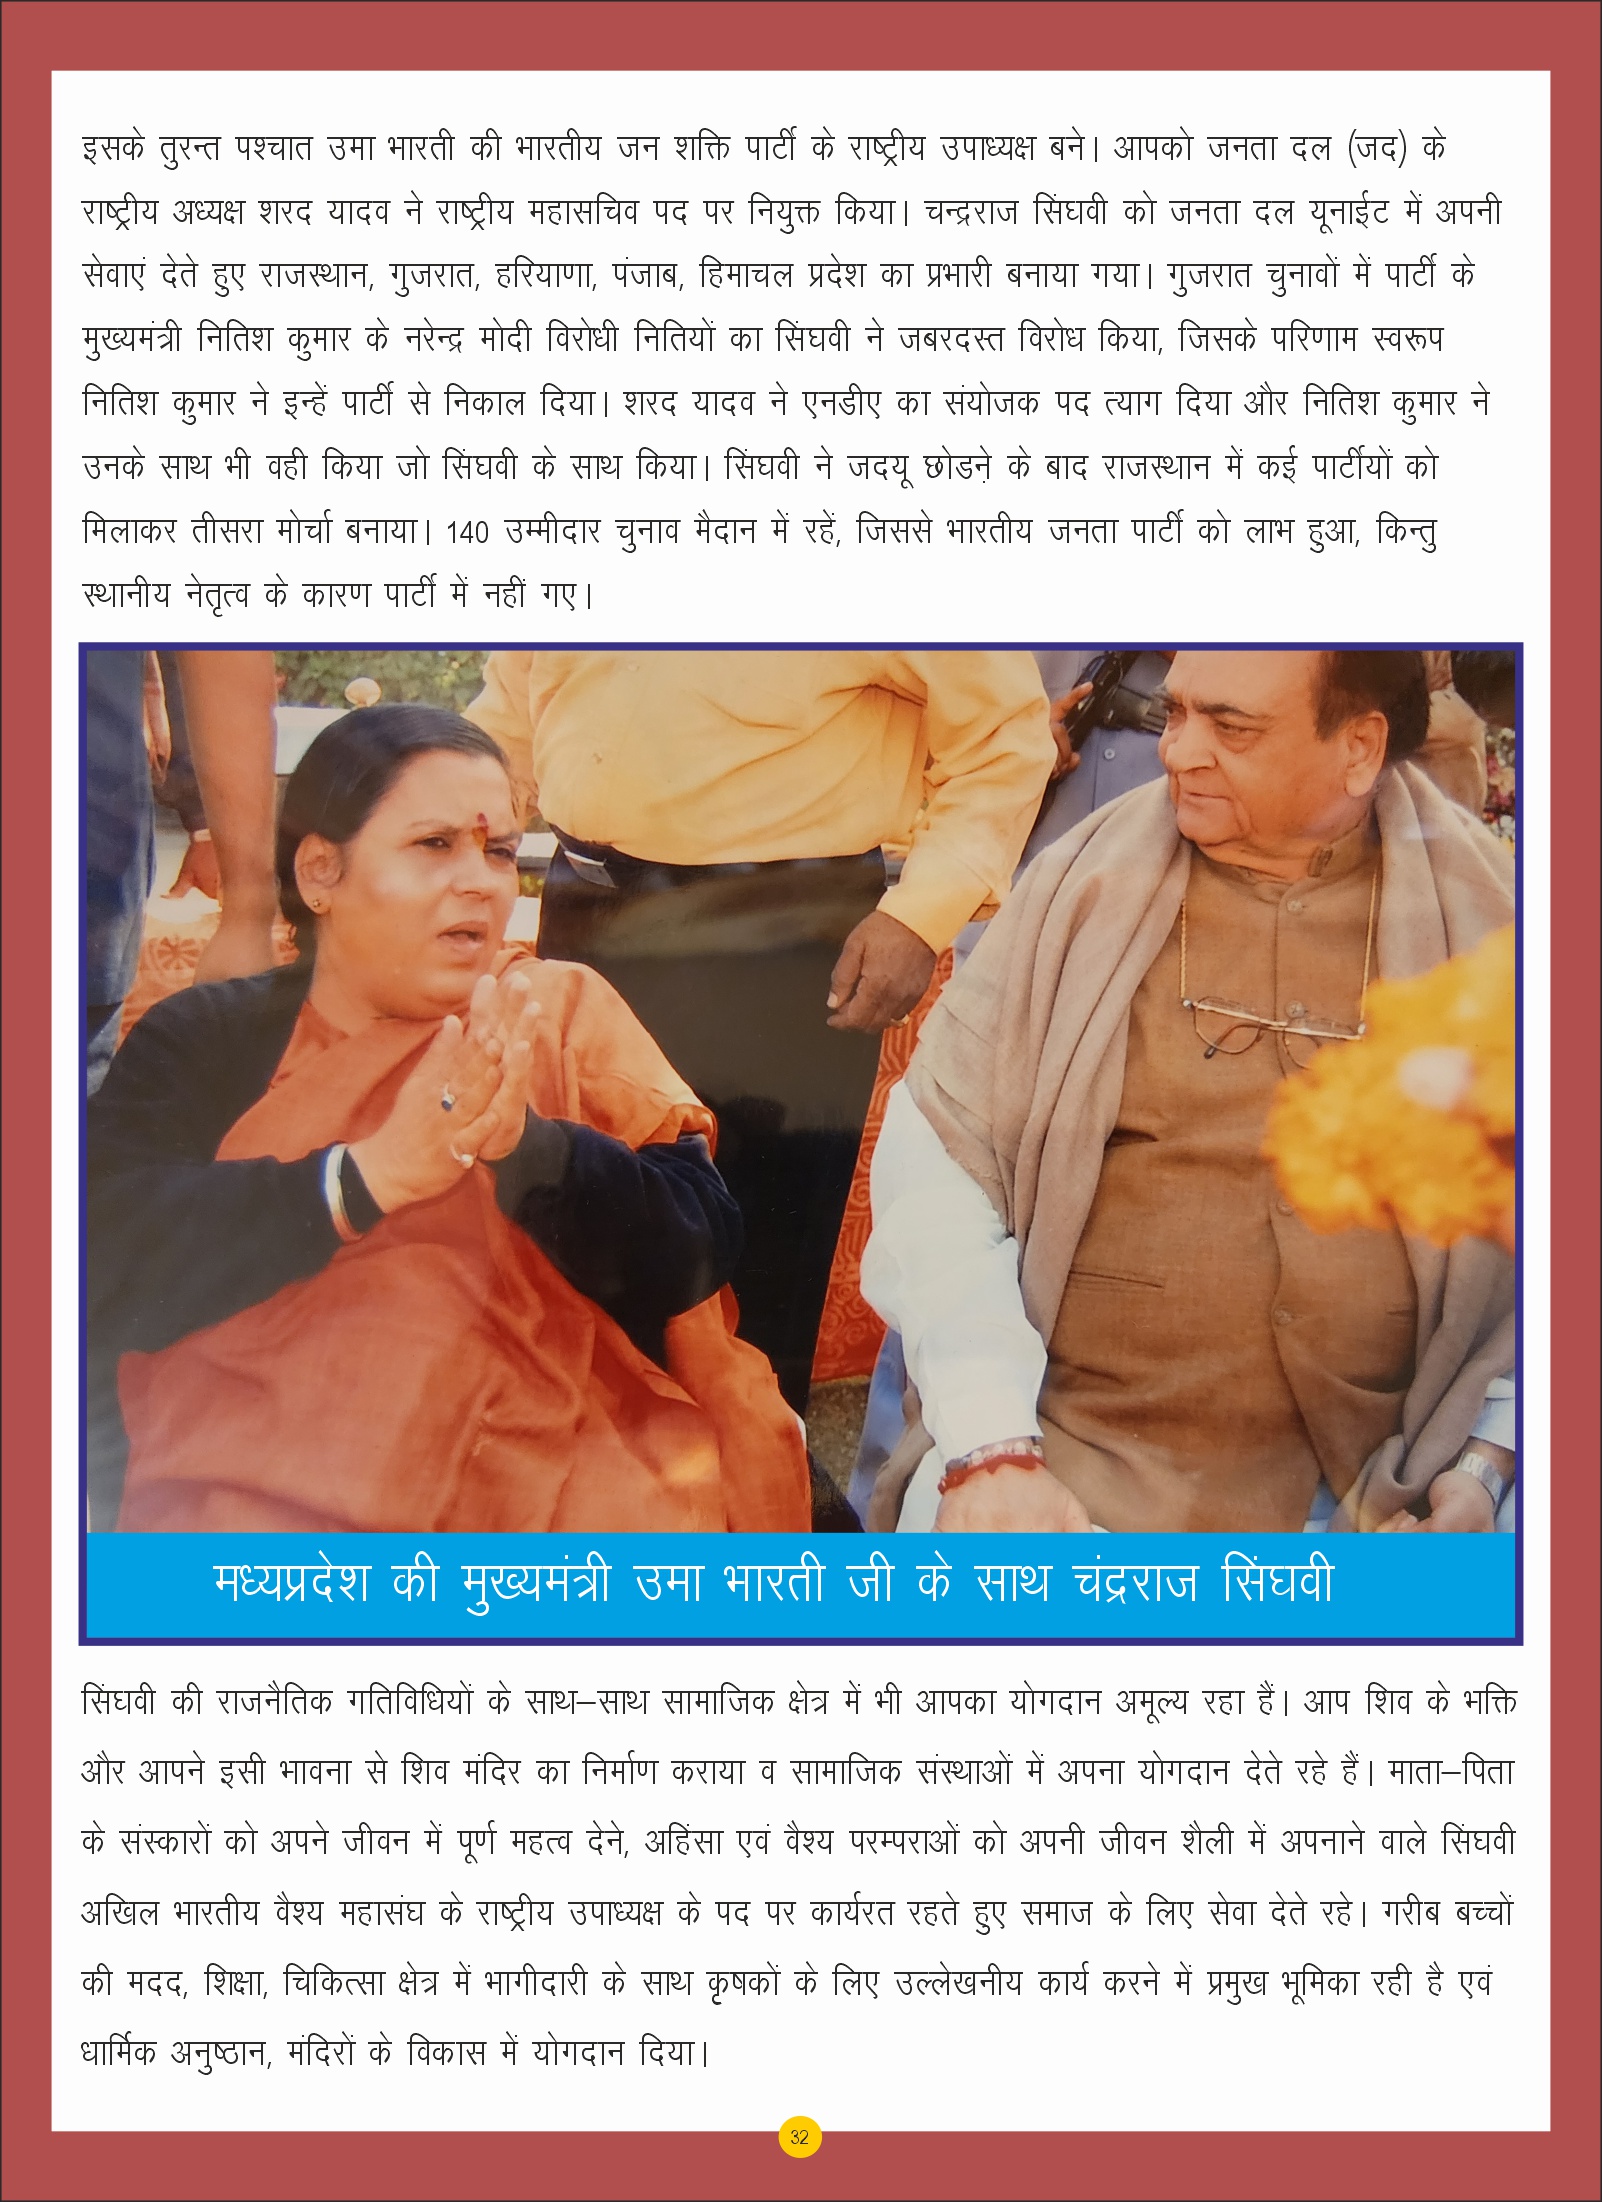 इसके तुरन्त पश्चात उमा भारती की भारतीय जन शक्ति पार्टी के राष्ट्रीय उपाध्यक्ष बने। आपको जनता दल (जद) के
राष्ट्रीय अध्यक्ष शरद यादव ने राष्ट्रीय महासचिव पद पर नियुक्त किया। चन्द्रराज सिंघवी को जनता दल यूनाईट में अपनी
सेवाएं देते हुए राजस्थान, गुजरात, हरियाणा, पंजाब, हिमाचल प्रदेश का प्रभारी बनाया गया। गुजरात चुनावों में पार्टी के
मुख्यमंत्री नितिश कुमार के नरेन्द्र मोदी विरोधी नितियों का सिंघवी ने जबरदस्त विरोध किया, जिसके परिणाम स्वरूप
नितिश कुमार ने इन्हें पार्टी से निकाल दिया। शरद यादव ने एनडीए का संयोजक पद त्याग दिया और नितिश कुमार ने
उनके साथ भी वही किया जो सिंघवी के साथ किया। सिंघवी ने जदयू छोडऩे के बाद राजस्थान में कई पार्टीयों को
मिलाकर तीसरा मोर्चा बनाया। 140 उम्मीदार चुनाव मैदान में रहें, जिससे भारतीय जनता पार्टी को लाभ हुआ, किन्तु
स्थानीय नेतृत्व के कारण पार्टी में नहीं गए।
मध्यप्रदेश की मुख्यमंत्री उमा भारती जी के साथ चंद्रराज सिंघवी
सिंघवी की राजनैतिक गतिविधियों के साथ–साथ सामाजिक क्षेत्र में भी आपका योगदान अमूल्य रहा हैं। आप शिव के भक्ति
और आपने इसी भावना से शिव मंदिर का निर्माण कराया व सामाजिक संस्थाओं में अपना योगदान देते रहे हैं। माता–पिता
के संस्कारों को अपने जीवन में पूर्ण महत्व देने, अहिंसा एवं वैश्य परम्पराओं को अपनी जीवन शैली में अपनाने वाले सिंघवी
अखिल भारतीय वैश्य महासंघ के राष्ट्रीय उपाध्यक्ष के पद पर कार्यरत रहते हुए समाज के लिए सेवा देते रहे। गरीब बच्चों
की मदद, शिक्षा, चिकित्सा क्षेत्र में भागीदारी के साथ कृषकों के लिए उल्लेखनीय कार्य करने में प्रमुख भूमिका रही है एवं
धार्मिक अनुष्ठान, मंदिरों के विकास में योगदान दिया।
32